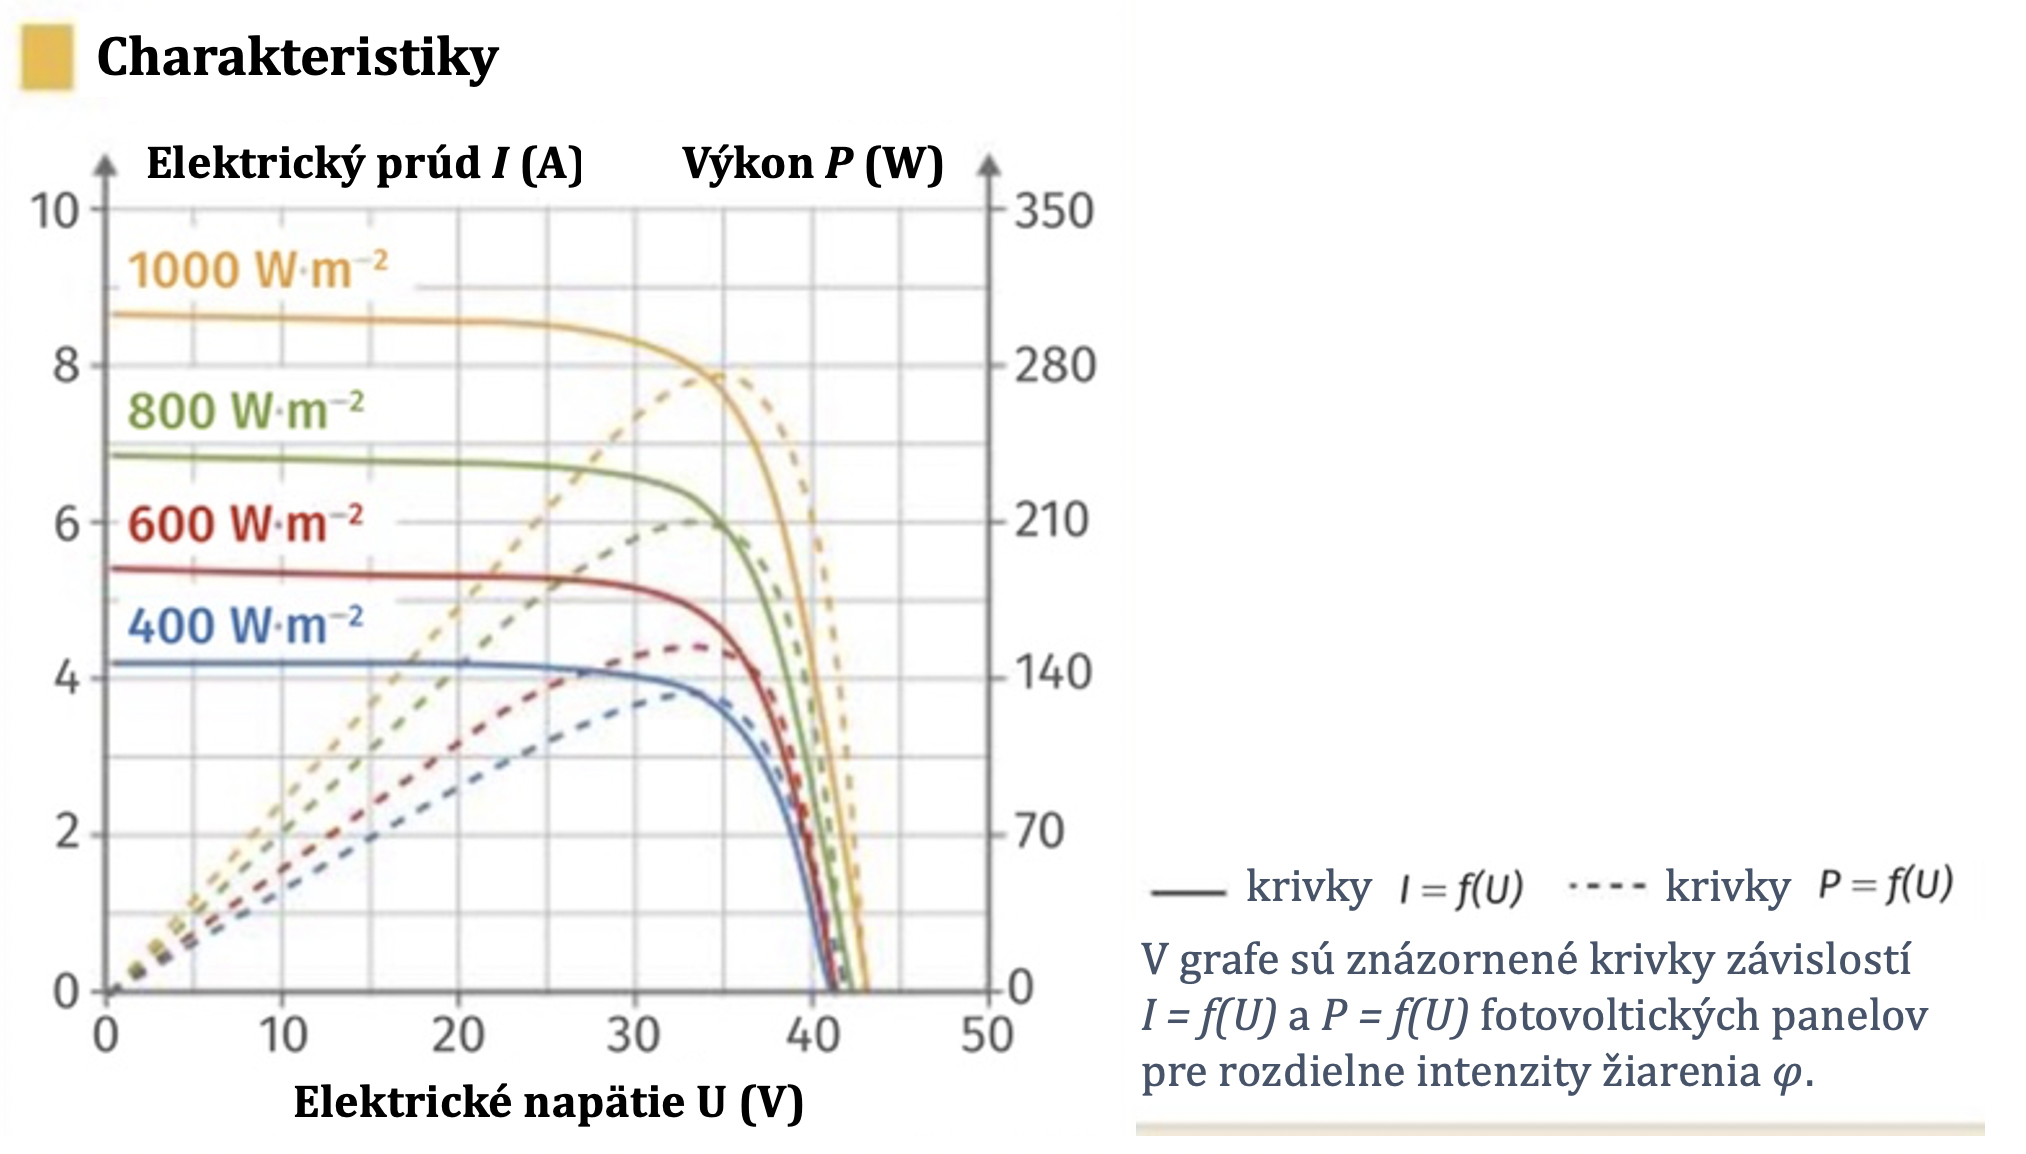 Charakteristiky
Elektrický prúd I (A)
Výkon P (W)
10
8
6
4
2
0
350
280
210
140
70
0
1000 W·m⁻²
800 W·m⁻²
600 W·m⁻²
400 W·m⁻²
0 10 20 30 40 50
Elektrické napätie U (V)
krivky I = f(U) krivky P = f(U)
V grafe sú znázornené krivky závislostí
I = f(U) a P = f(U) fotovoltických panelov
pre rozdielne intenzity žiarenia φ.